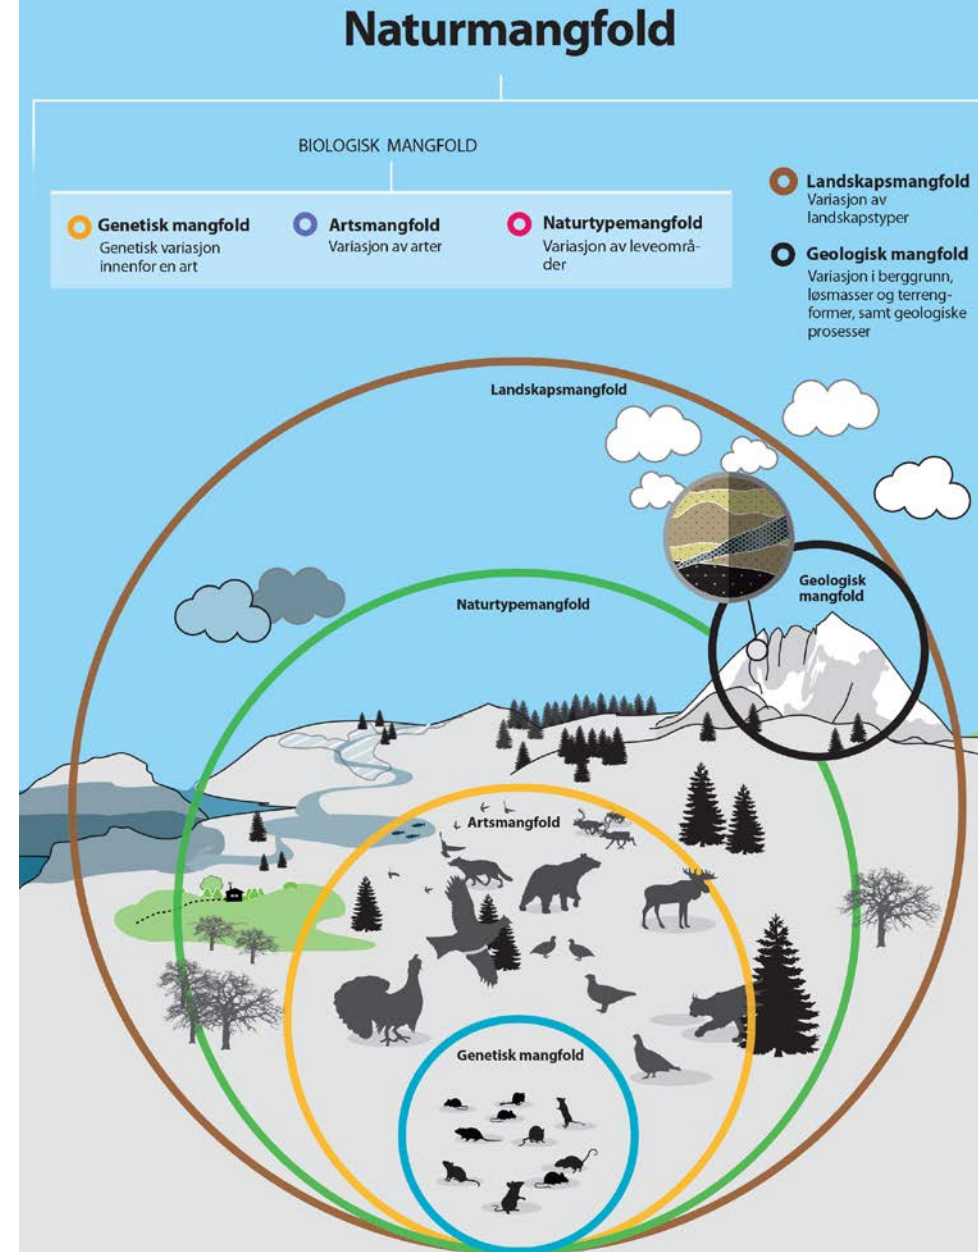 Naturmangfold
BIOLOGISK MANGFOLD
Genetisk mangfold
Genetisk variasjon
innenfor en art
Artsmangfold
Variasjon av arter
Naturtypemangfold
Variasjon av leveområ-
der
Landskapsmangfold
Variasjon av
landskapstyper
Geologisk mangfold
Variasjon i berggrunn,
løsmasser og terreng-
former, samt geologiske
prosesser
Landskapsmangfold
Geologisk
mangfold
Naturtypemangfold
Artsmangfold
Genetisk mangfold